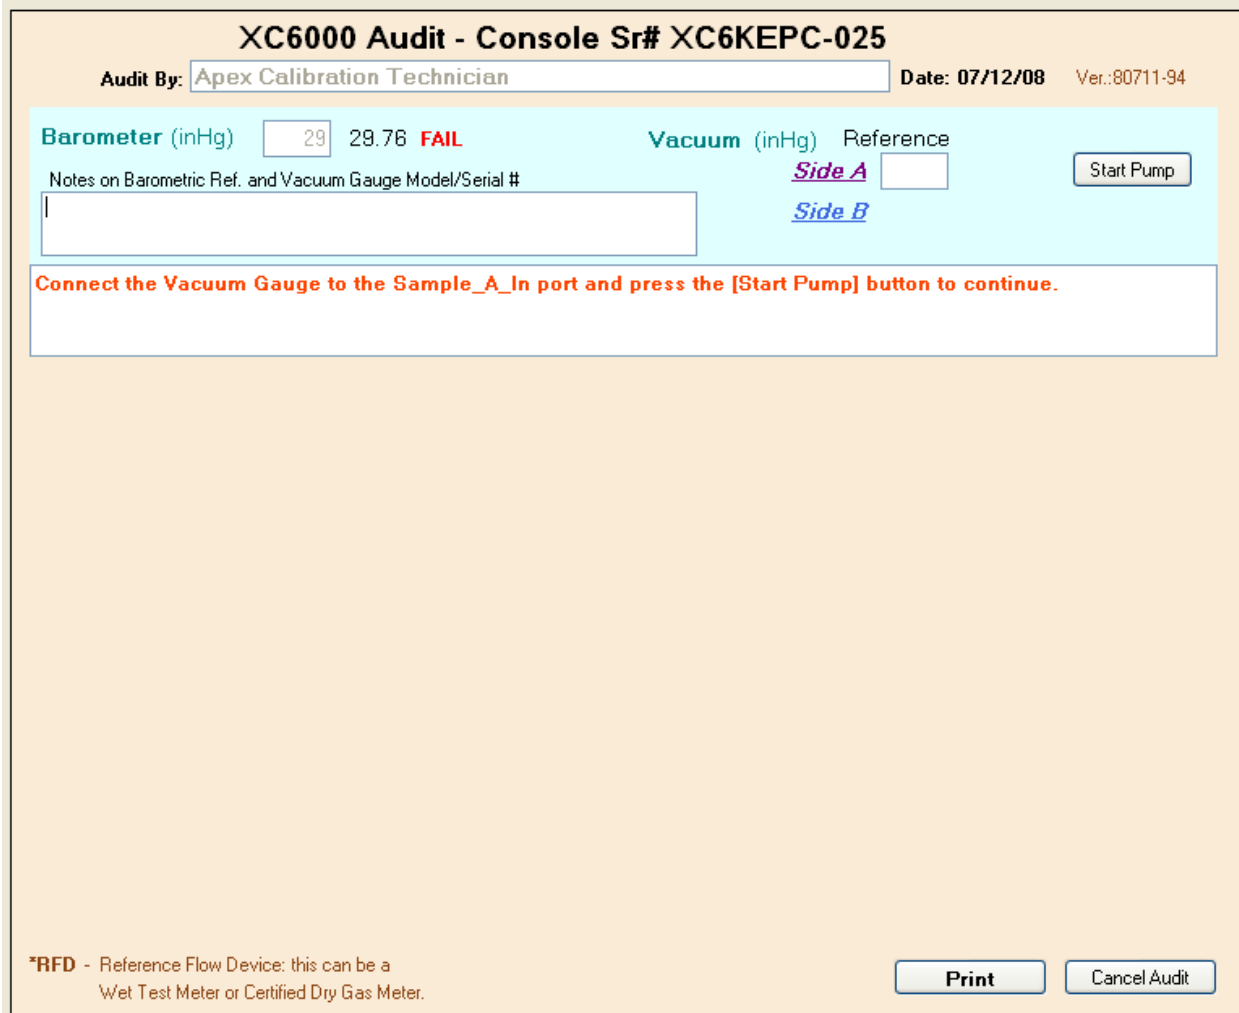 XC6000 Audit - Console Sr# XC6KEPC-025
Audit By: Apex Calibration Technician Date: 07/12/08 Ver.:80711-94
Barometer (inHg) 29 29.76 FAIL Vacuum (inHg) Reference
Side A Start Pump
Notes on Barometric Ref. and Vacuum Gauge Model/Serial #
Side B
Connect the Vacuum Gauge to the Sample_A_In port and press the [Start Pump] button to continue.
*RFD - Reference Flow Device: this can be a
Wet Test Meter or Certified Dry Gas Meter.
Print Cancel Audit